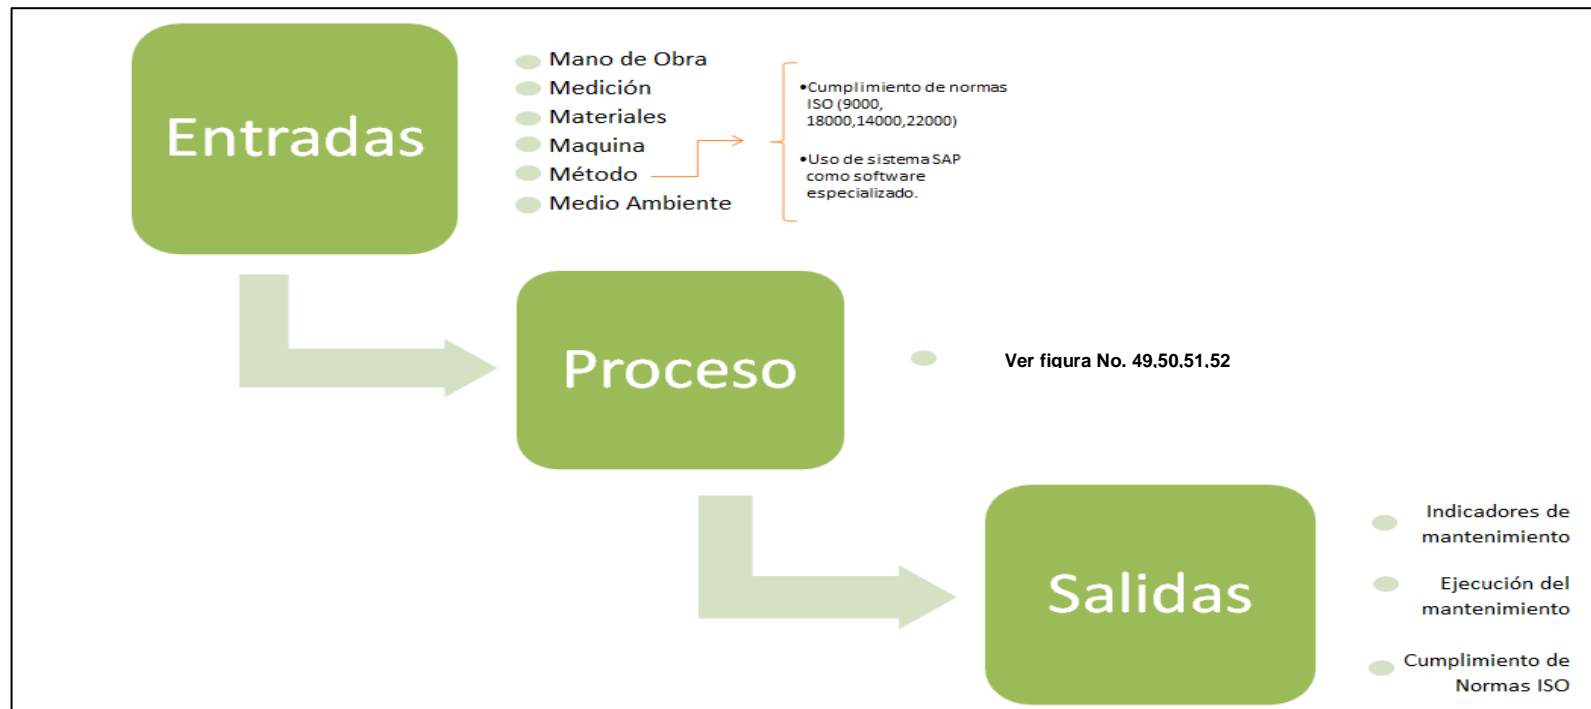 Entradas
Mano de Obra
Medición
Materiales
Maquina
Método
Medio Ambiente
•Cumplimiento de normas
ISO (9000,
18000,14000,22000)
•Uso de sistema SAP
como software
especializado.
Proceso
Ver figura No. 49,50,51,52
Salidas
Indicadores de
mantenimiento
Ejecución del
mantenimiento
Cumplimiento de
Normas ISO